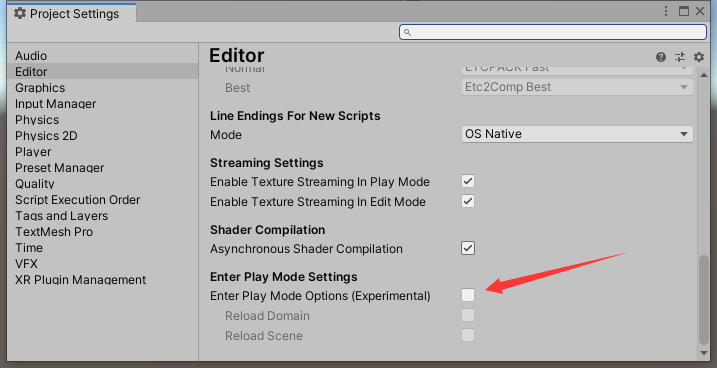 Project Settings
Audio
Editor
Graphics
Input Manager
Physics
Physics 2D
Player
Preset Manager
Quality
Script Execution Order
Tags and Layers
TextMesh Pro
Time
VFX
XR Plugin Management
Editor
Normal ETCPACK Fast
Best Etc2Comp Best
Line Endings For New Scripts
Mode OS Native
Streaming Settings
Enable Texture Streaming In Play Mode
Enable Texture Streaming In Edit Mode
Shader Compilation
Asynchronous Shader Compilation
Enter Play Mode Settings
Enter Play Mode Options (Experimental)
Reload Domain
Reload Scene